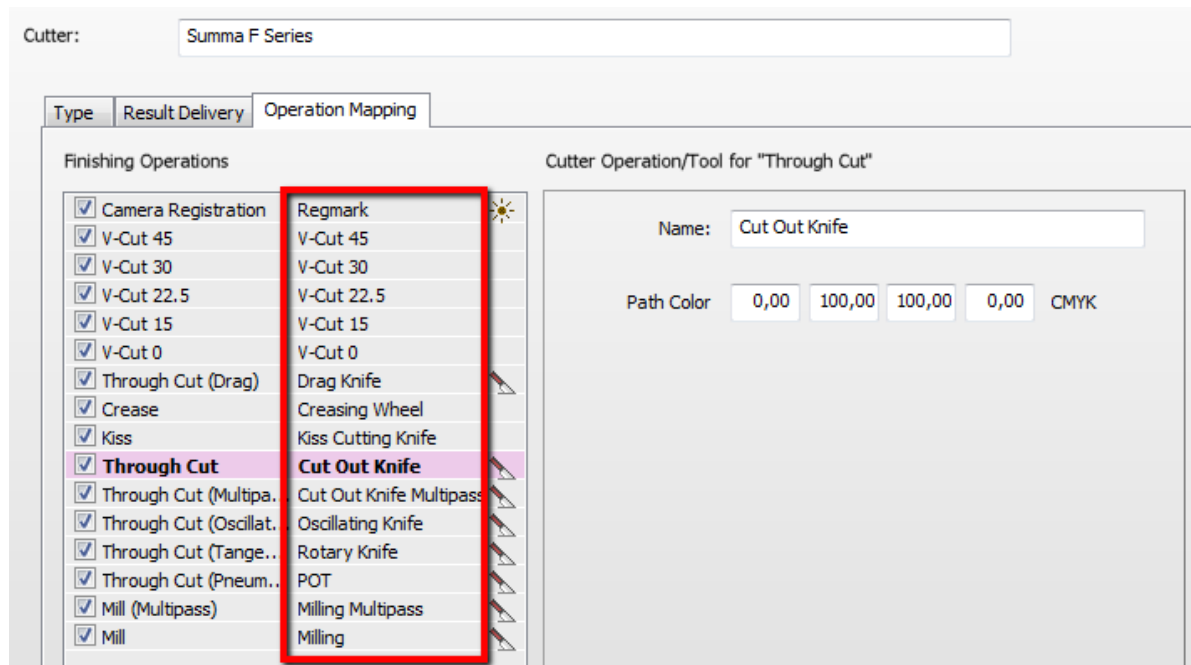 Cutter: Summa F Series
Type Result Delivery Operation Mapping
Finishing Operations Cutter Operation/Tool for "Through Cut"
Camera Registration Regmark
V-Cut 45 V-Cut 45
V-Cut 30 V-Cut 30
V-Cut 22.5 V-Cut 22.5
V-Cut 15 V-Cut 15
V-Cut 0 V-Cut 0
Through Cut (Drag) Drag Knife
Crease Creasing Wheel
Kiss Kiss Cutting Knife
Through Cut Cut Out Knife
Through Cut (Multipa... Cut Out Knife Multipass
Through Cut (Oscillat... Oscillating Knife
Through Cut (Tange... Rotary Knife
Through Cut (Pneum... POT
Mill (Multipass) Milling Multipass
Mill Milling
Name: Cut Out Knife
Path Color 0,00 100,00 100,00 0,00 CMYK